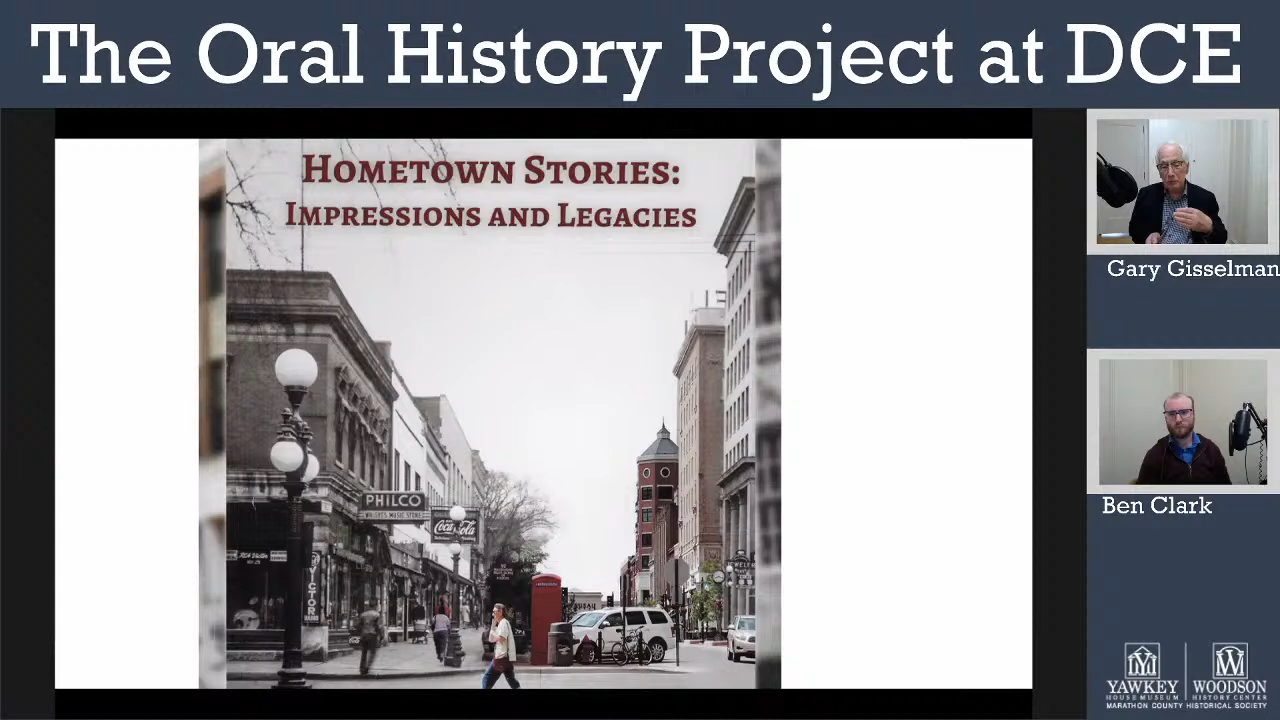 The Oral History Project at DCE
HOMETOWN STORIES:
IMPRESSIONS AND LEGACIES
PHILCO
Coca-Cola
VICTOR
Gary Gisselman
Ben Clark
YAWKEY
HOUSE MUSEUM
WOODSON
HISTORY CENTER
MARATHON COUNTY HISTORICAL SOCIETY